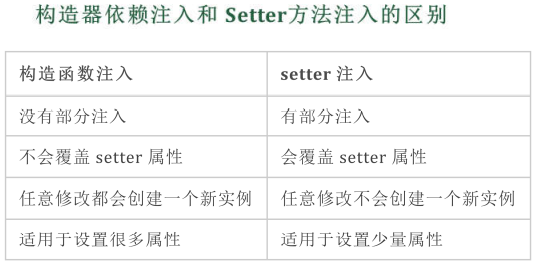 构造器依赖注入和 Setter方法注入的区别
构造函数注入 setter 注入
没有部分注入 有部分注入
不会覆盖 setter 属性 会覆盖 setter 属性
任意修改都会创建一个新实例 任意修改不会创建一个新实例
适用于设置很多属性 适用于设置少量属性